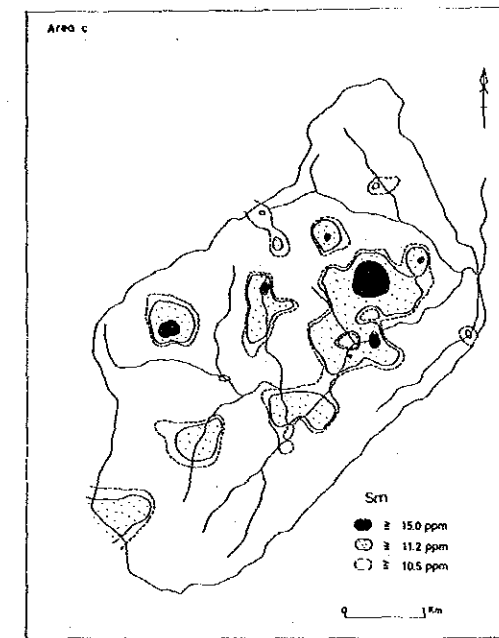 Area c
Sm
≧ 15.0 ppm
≧ 11.2 ppm
≧ 10.5 ppm
0 1 Km